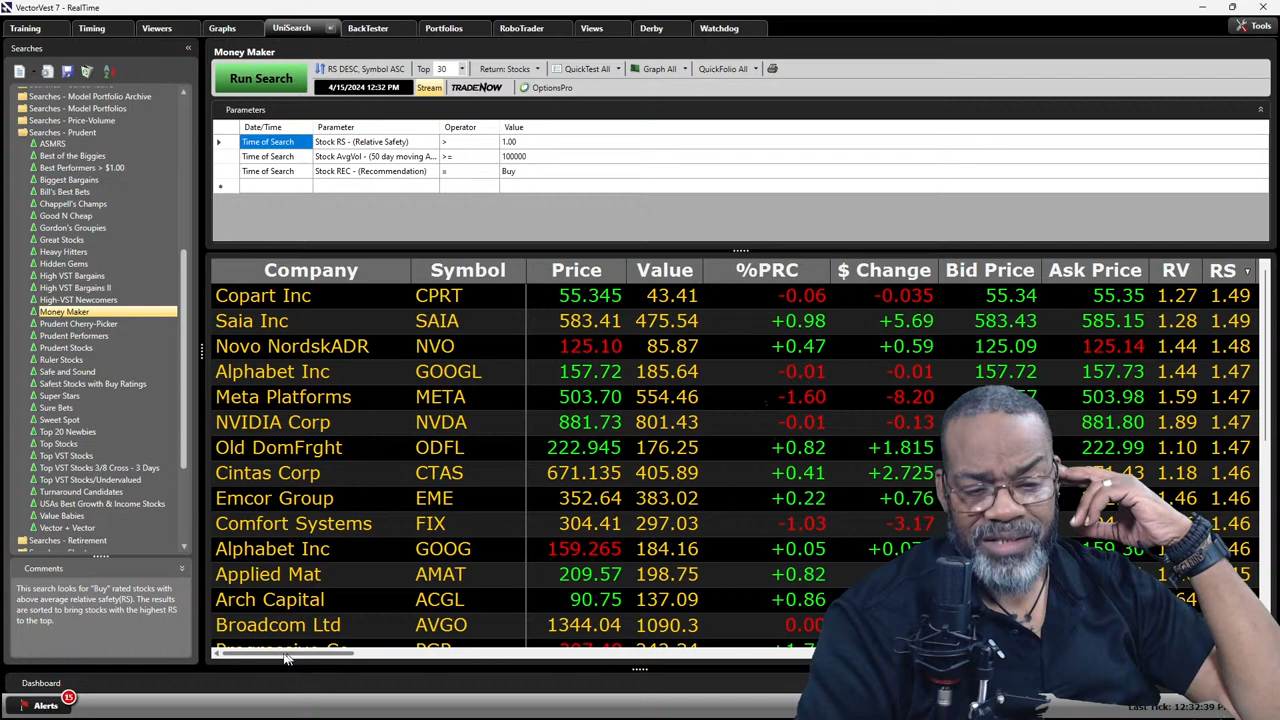 VectorVest 7 - RealTime
Training Timing Viewers Graphs UniSearch BackTester Portfolios RoboTrader Views Derby Watchdog Tools
Searches
Money Maker
Run Search
RS DESC, Symbol ASC Top 30 Return: Stocks QuickTest All Graph All QuickFolio All
4/15/2024 12:32 PM Stream TRADENOW OptionsPro
Parameters
Date/Time Parameter Operator Value
Time of Search Stock RS - (Relative Safety) > 1.00
Time of Search Stock AvgVol - (50 day moving A... >= 100000
Time of Search Stock REC - (Recommendation) = Buy
*
Searches - Model Portfolio Archive
Searches - Model Portfolios
Searches - Price-Volume
Searches - Prudent
ASMRS
Best of the Biggies
Best Performers > $1.00
Biggest Bargains
Bill's Best Bets
Chappell's Champs
Good N Cheap
Gordon's Groupies
Great Stocks
Heavy Hitters
Hidden Gems
High VST Bargains
High VST Bargains II
High-VST Newcomers
Money Maker
Prudent Cherry-Picker
Prudent Performers
Prudent Stocks
Ruler Stocks
Safe and Sound
Safest Stocks with Buy Ratings
Super Stars
Sure Bets
Sweet Spot
Top 20 Newbies
Top Stocks
Top VST Stocks
Top VST Stocks 3/8 Cross - 3 Days
Top VST Stocks/Undervalued
Turnaround Candidates
USAs Best Growth & Income Stocks
Value Babies
Vector + Vector
Searches - Retirement
Comments
This search looks for "Buy" rated stocks with
above average relative safety(RS). The results
are sorted to bring stocks with the highest RS
to the top.
Company Symbol Price Value %PRC $ Change Bid Price Ask Price RV RS
Copart Inc CPRT 55.345 43.41 -0.06 -0.035 55.34 55.35 1.27 1.49
Saia Inc SAIA 583.41 475.54 +0.98 +5.69 583.43 585.15 1.28 1.49
Novo NordskADR NVO 125.10 85.87 +0.47 +0.59 125.09 125.14 1.44 1.48
Alphabet Inc GOOGL 157.72 185.64 -0.01 -0.01 157.72 157.73 1.44 1.48
Meta Platforms META 503.70 554.46 -1.60 -8.20 503.98 1.59 1.47
NVIDIA Corp NVDA 881.73 801.43 -0.01 -0.13 881.80 1.89 1.47
Old DomFrght ODFL 222.945 176.25 +0.82 +1.815 222.99 1.10 1.47
Cintas Corp CTAS 671.135 405.89 +0.41 +2.725 1.18 1.46
Emcor Group EME 352.64 383.02 +0.22 +0.76 1.46
Comfort Systems FIX 304.41 297.03 -1.03 -3.17 1.46
Alphabet Inc GOOG 159.265 184.16 +0.05 1.46
Applied Mat AMAT 209.57 198.75 +0.82
Arch Capital ACGL 90.75 137.09 +0.86
Broadcom Ltd AVGO 1344.04 1090.3 0.00
Dashboard
Alerts 15
Last Tick: 12:32:39